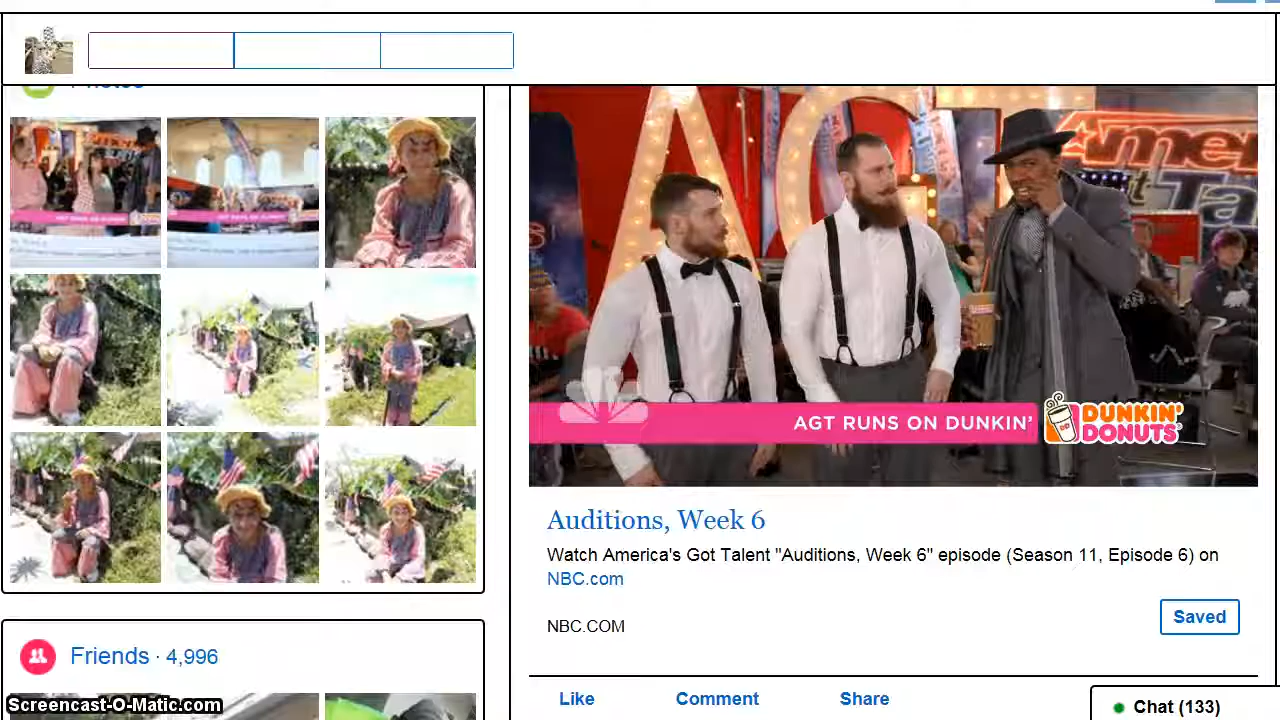 Photos
AGT RUNS ON DUNKIN'
DUNKIN'
DONUTS
Auditions, Week 6
Watch America's Got Talent "Auditions, Week 6" episode (Season 11, Episode 6) on
NBC.com
NBC.COM
Saved
Friends · 4,996
Like Comment Share
Chat (133)
Screencast-O-Matic.com